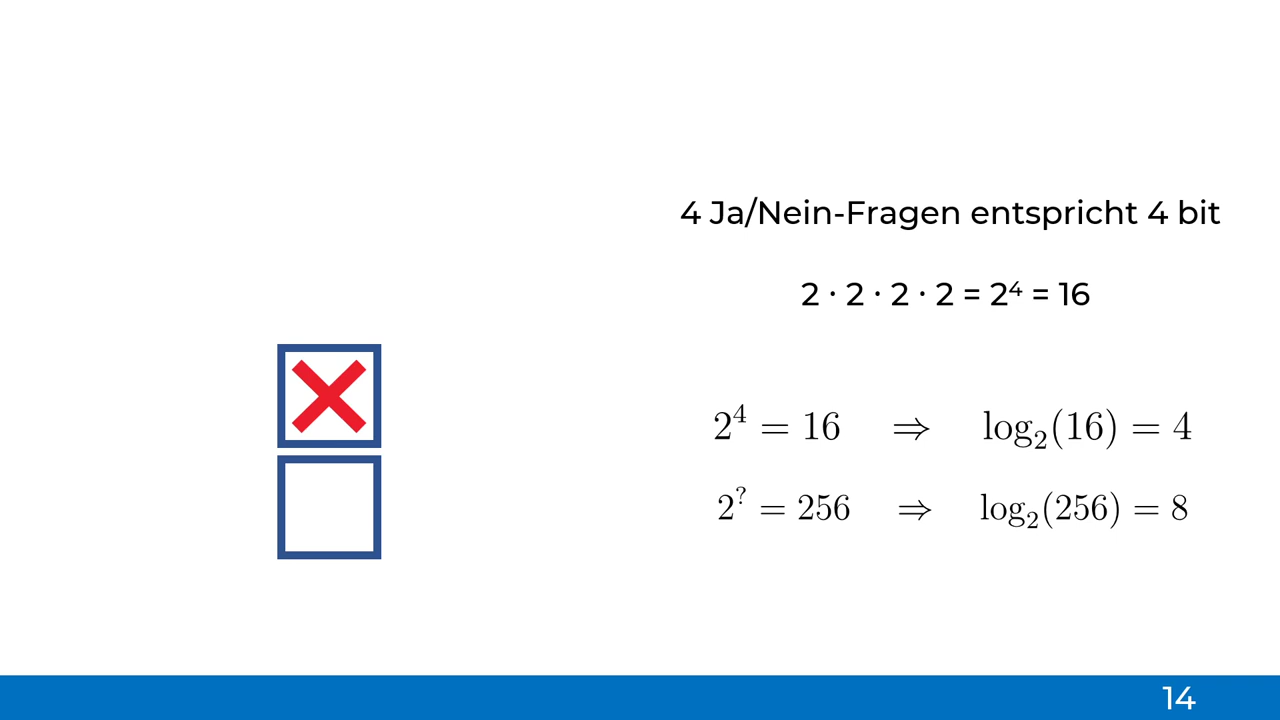 4 Ja/Nein-Fragen entspricht 4 bit
2 · 2 · 2 · 2 = 2⁴ = 16
2⁴ = 16 ⇒ log₂(16) = 4
2^? = 256 ⇒ log₂(256) = 8
14